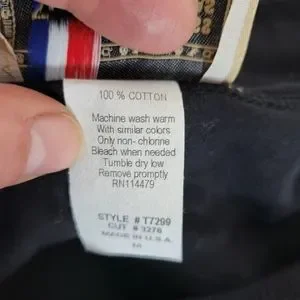 100 % COTTON
Machine wash warm
With similar colors
Only non- chlorine
Bleach when needed
Tumble dry low
Remove promptly
RN114479
STYLE # T7299
CUT # 3276
MADE IN U.S.A.
M